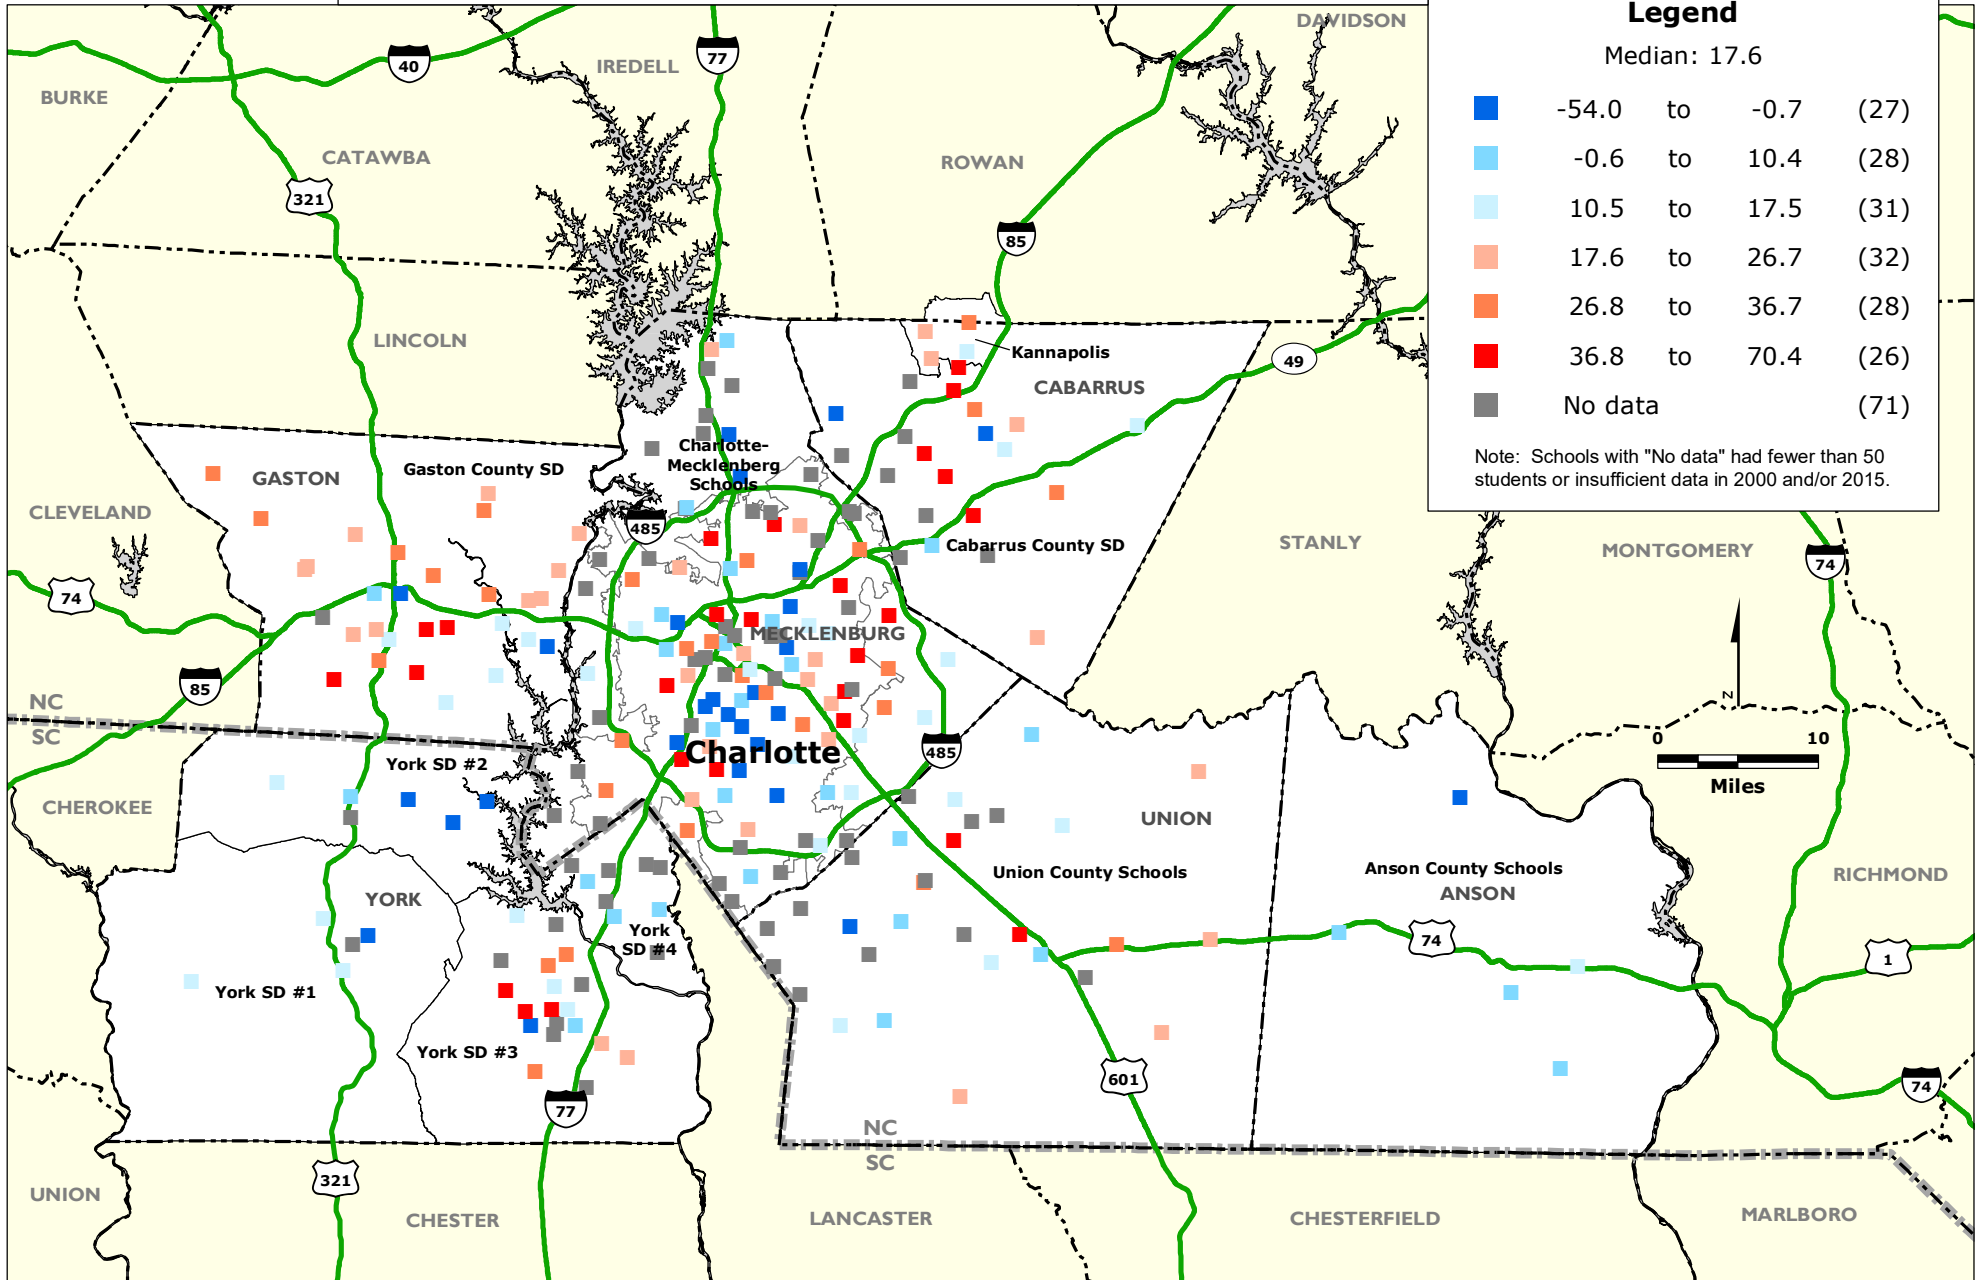 Legend
Median: 17.6
-54.0 to -0.7 (27)
-0.6 to 10.4 (28)
10.5 to 17.5 (31)
17.6 to 26.7 (32)
26.8 to 36.7 (28)
36.8 to 70.4 (26)
No data (71)
Note: Schools with "No data" had fewer than 50
students or insufficient data in 2000 and/or 2015.
DAVIDSON
40
77
IREDELL
BURKE
CATAWBA
ROWAN
321
85
LINCOLN
Kannapolis
49
CABARRUS
Charlotte-
Mecklenberg
Schools
Gaston County SD
GASTON
CLEVELAND
485
Cabarrus County SD
STANLY
MONTGOMERY
74
74
MECKLENBURG
85
NC
SC
N
0 10
Miles
Charlotte
485
York SD #2
CHEROKEE
UNION
Union County Schools
Anson County Schools
ANSON
RICHMOND
YORK
York
SD #4
74
1
York SD #1
York SD #3
601
74
77
NC
SC
321
UNION
CHESTER
LANCASTER
CHESTERFIELD
MARLBORO